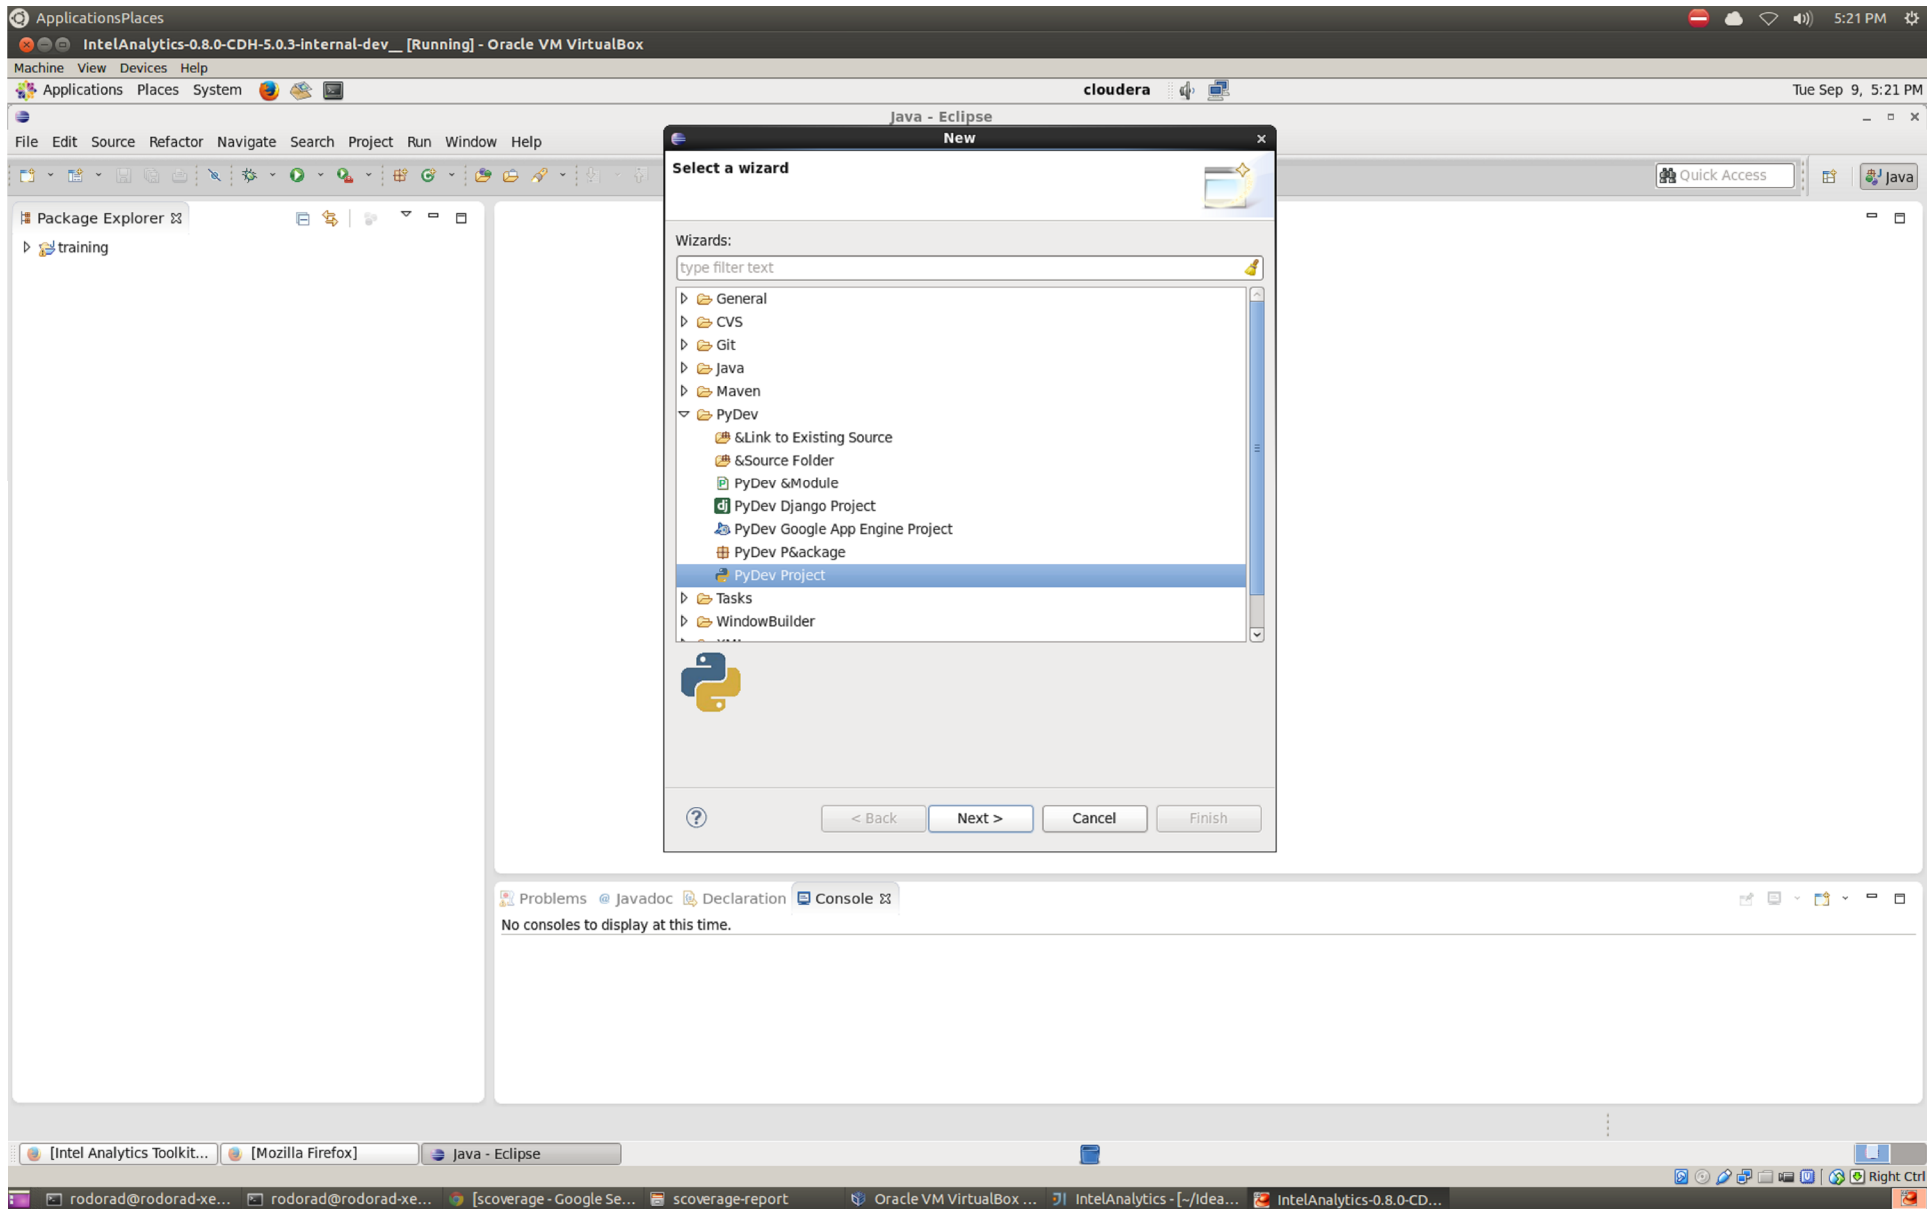 ApplicationsPlaces
5:21 PM
IntelAnalytics-0.8.0-CDH-5.0.3-internal-dev__ [Running] - Oracle VM VirtualBox
Machine View Devices Help
Applications Places System
cloudera
Tue Sep 9, 5:21 PM
Java - Eclipse
File Edit Source Refactor Navigate Search Project Run Window Help
Quick Access
Java
Package Explorer
training
New
Select a wizard
Wizards:
type filter text
General
CVS
Git
Java
Maven
PyDev
&Link to Existing Source
&Source Folder
PyDev &Module
dj PyDev Django Project
PyDev Google App Engine Project
PyDev P&ackage
PyDev Project
Tasks
WindowBuilder
< Back Next > Cancel Finish
Problems @ Javadoc Declaration Console
No consoles to display at this time.
[Intel Analytics Toolkit... [Mozilla Firefox] Java - Eclipse
Right Ctrl
rodorad@rodorad-xe... rodorad@rodorad-xe... [scoverage - Google Se... scoverage-report Oracle VM VirtualBox ... IntelAnalytics - [~/Idea... IntelAnalytics-0.8.0-CD...